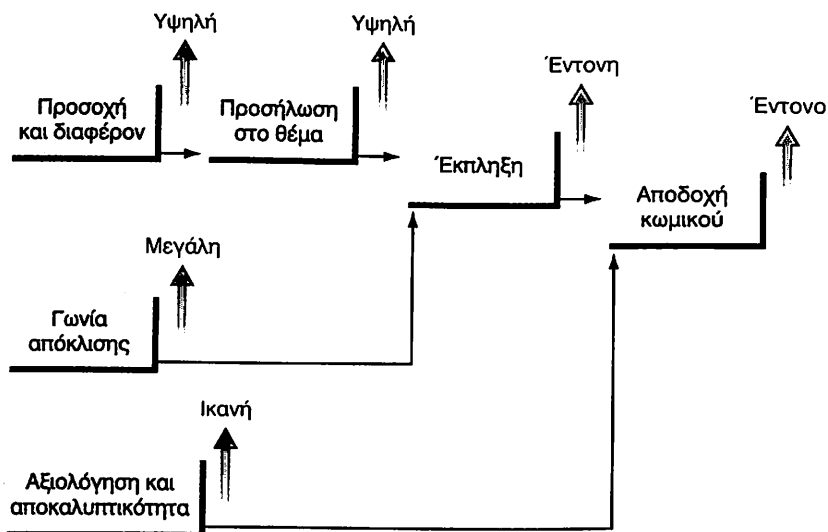 Υψηλή
Υψηλή
Έντονη
Έντονο
Προσοχή
και διαφέρον
Προσήλωση
στο θέμα
Έκπληξη
Αποδοχή
κωμικού
Μεγάλη
Γωνία
απόκλισης
Ικανή
Αξιολόγηση και
αποκαλυπτικότητα